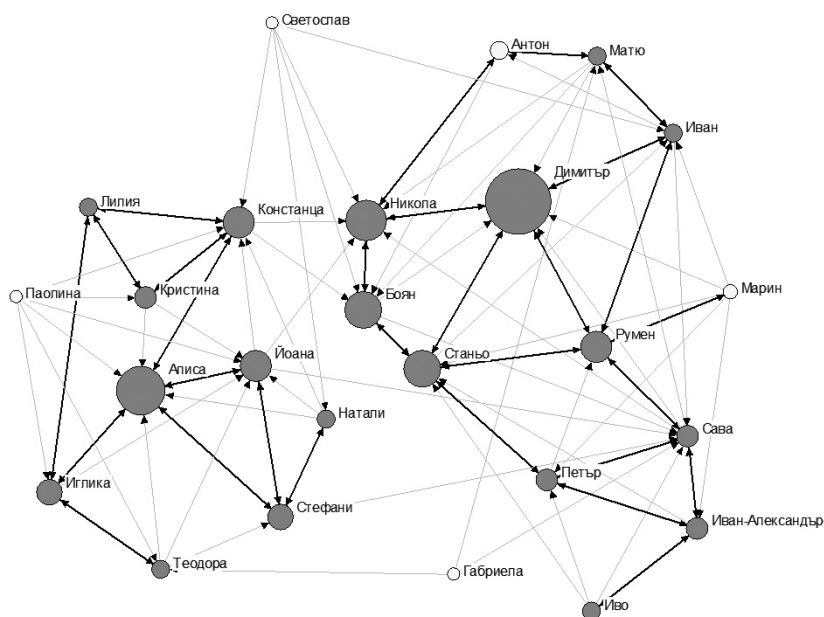 Светослав
Антон
Матю
Иван
Димитър
Лилия
Констанца
Никола
Паолина
Кристина
Боян
Марин
Алиса
Йоана
Станьо
Румен
Натали
Сава
Иглика
Стефани
Петър
Иван-Александър
Теодора
Габриела
Иво